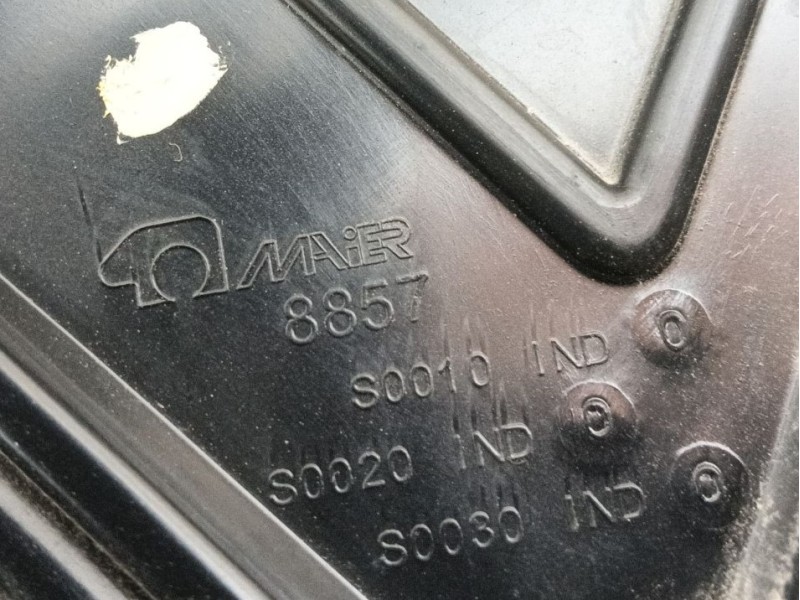 MAiER
8857
S0010 IND 0
S0020 IND 0
S0030 IND 0